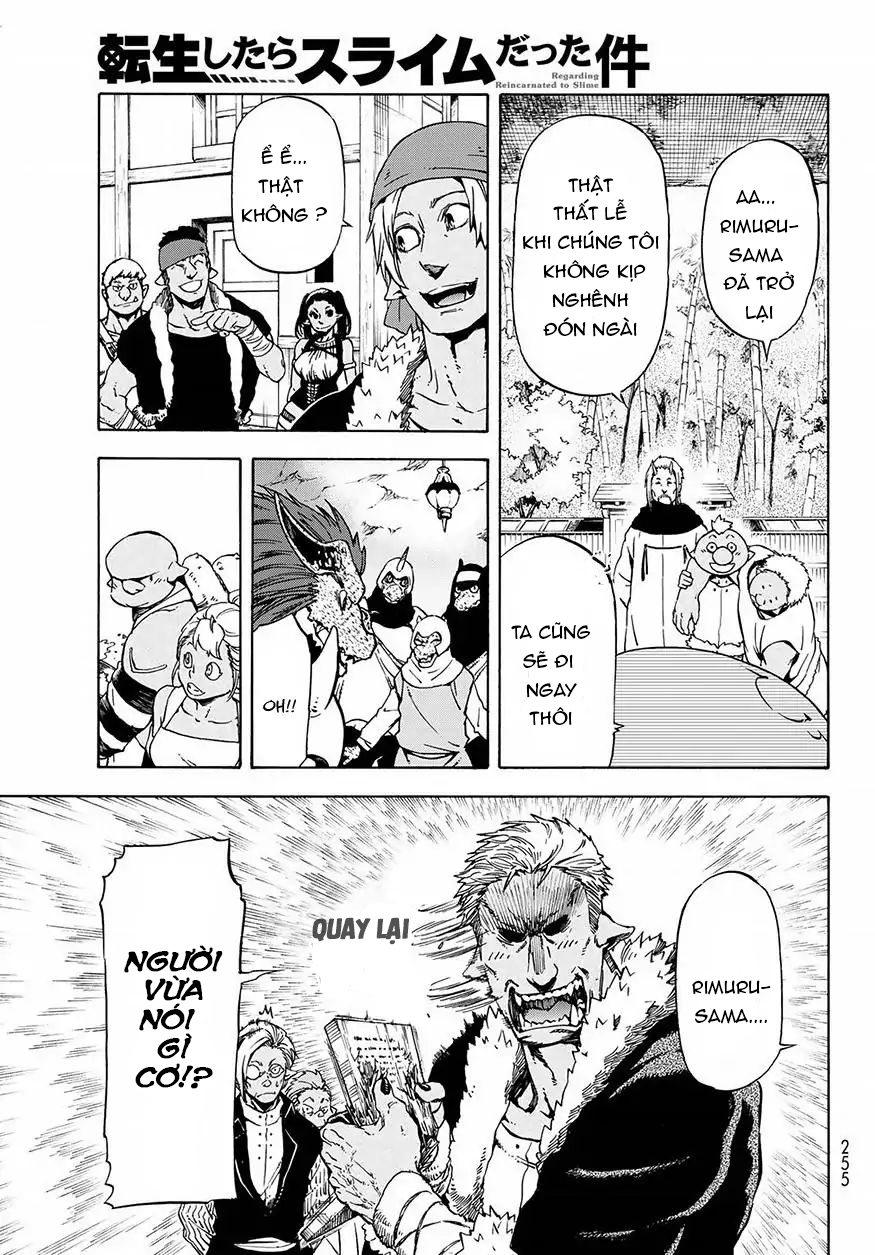 転生したらスライムだった件
Regarding
Reincarnated to Slime
AA...
RIMURU-
SAMA
ĐÃ TRỞ
LẠI
THẬT
THẤT LỄ
KHI CHÚNG TÔI
KHÔNG KỊP
NGHÊNH
ĐÓN NGÀI
TA CŨNG
SẼ ĐI
NGAY
THÔI
Ể Ể...
THẬT
KHÔNG ?
OH!!
RIMURU-
SAMA....
QUAY LẠI
NGƯỜI
VỪA
NÓI
GÌ
CƠ!?
255